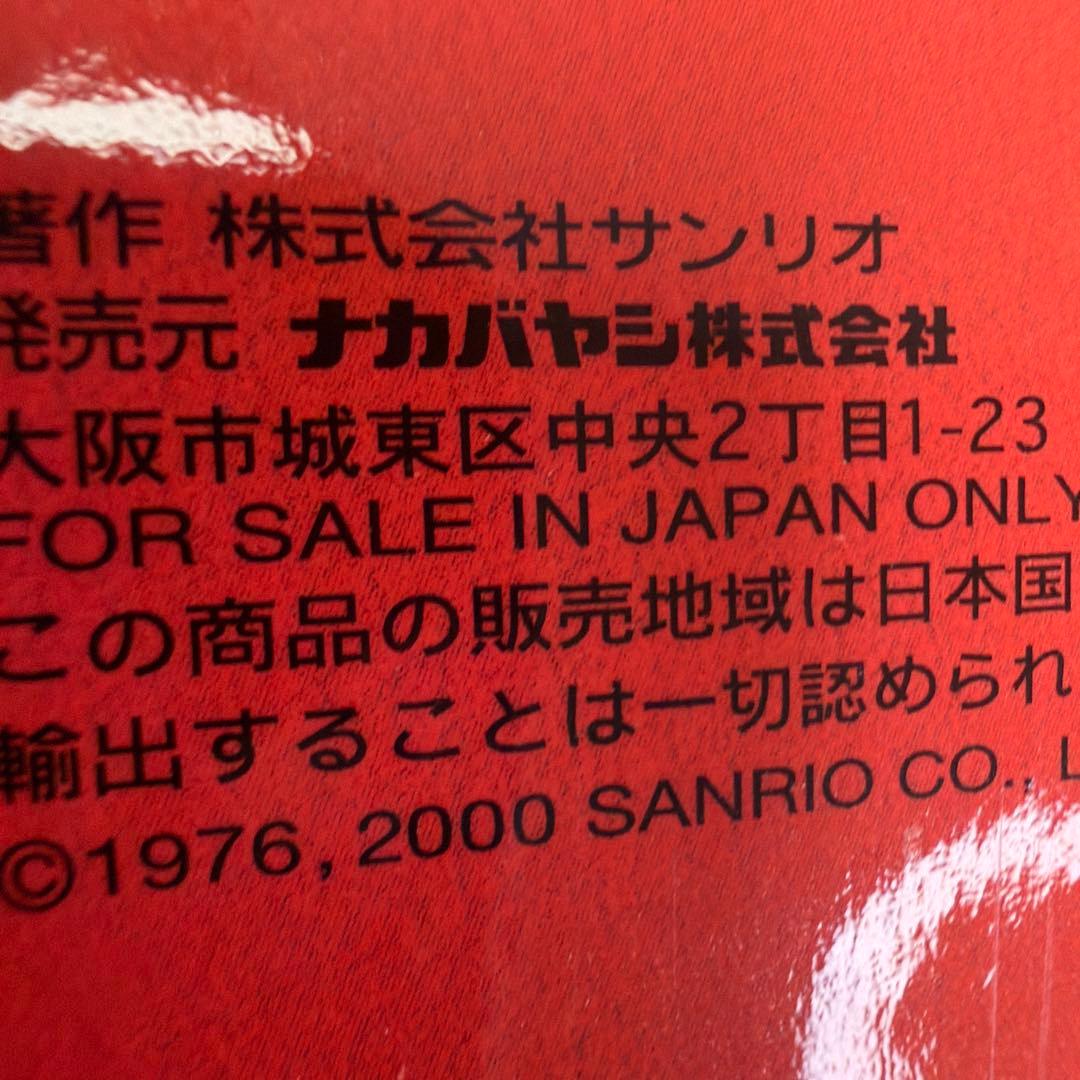 著作 株式会社サンリオ
発売元 ナカバヤシ株式会社
大阪市城東区中央2丁目1-23
FOR SALE IN JAPAN ONLY
この商品の販売地域は日本国
輸出することは一切認められ
©1976, 2000 SANRIO CO., L